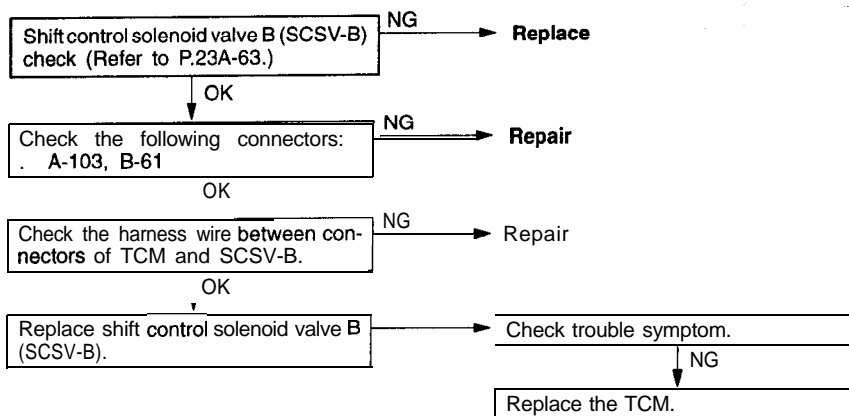 Shift control solenoid valve B (SCSV-B)
check (Refer to P.23A-63.)
NG
Replace
OK
Check the following connectors:
. A-103, B-61
NG
Repair
OK
Check the harness wire between con-
nectors of TCM and SCSV-B.
NG
Repair
OK
Replace shift control solenoid valve B
(SCSV-B).
Check trouble symptom.
NG
Replace the TCM.